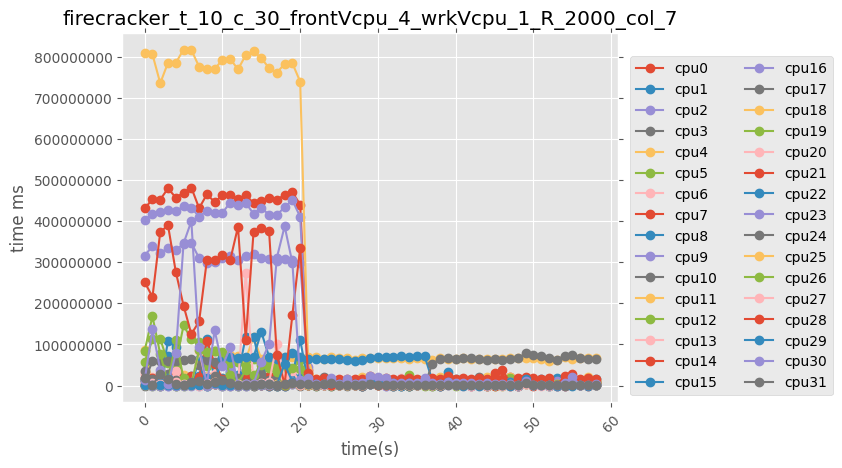 firecracker_t_10_c_30_frontVcpu_4_wrkVcpu_1_R_2000_col_7
800000000
700000000
600000000
500000000
400000000
300000000
200000000
100000000
0
time ms
0
10
20
30
40
50
60
time(s)
cpu0
cpu1
cpu2
cpu3
cpu4
cpu5
cpu6
cpu7
cpu8
cpu9
cpu10
cpu11
cpu12
cpu13
cpu14
cpu15
cpu16
cpu17
cpu18
cpu19
cpu20
cpu21
cpu22
cpu23
cpu24
cpu25
cpu26
cpu27
cpu28
cpu29
cpu30
cpu31